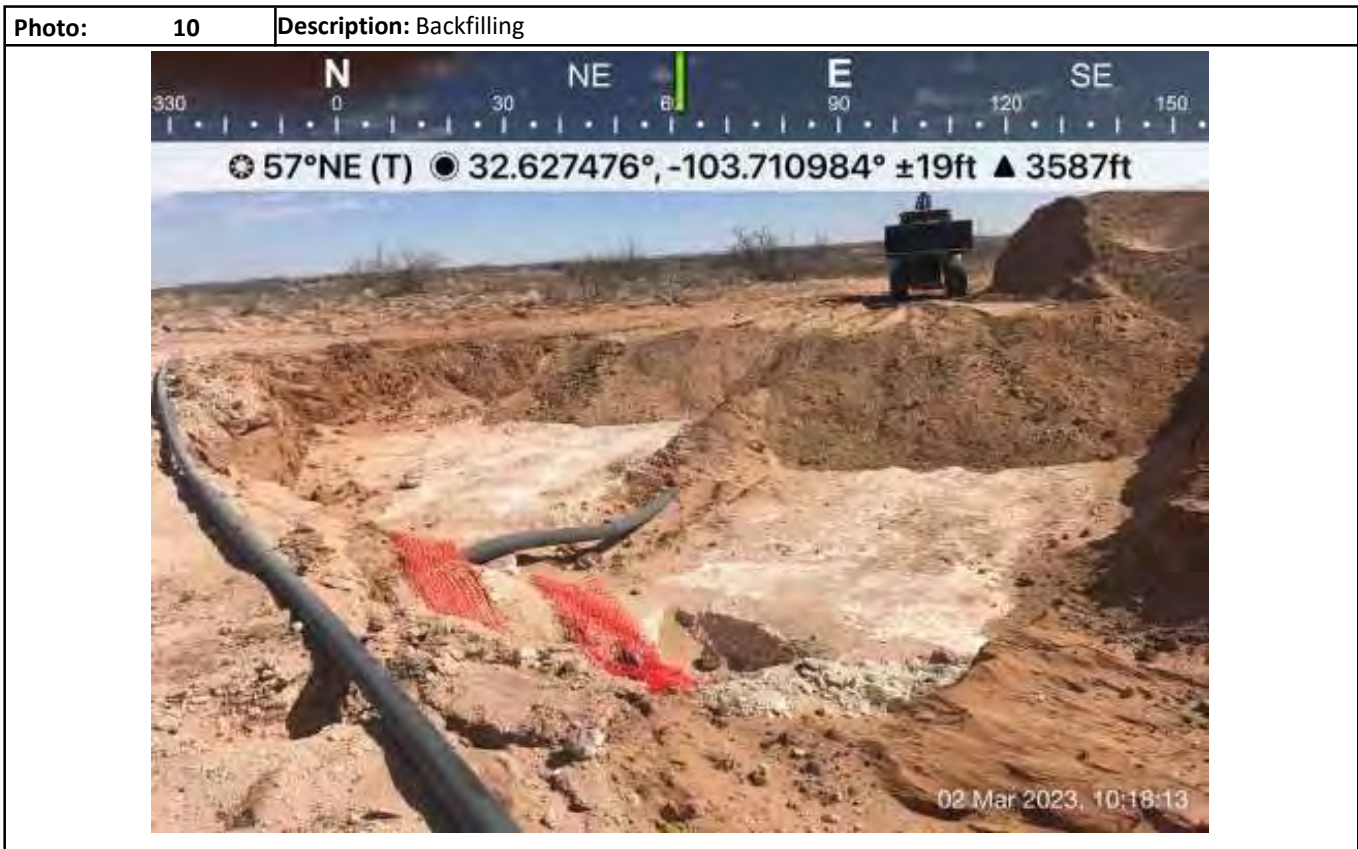 Photo: 10 Description: Backfilling
N NE E SE
330 0 30 60 90 120 150
57°NE (T) 32.627476°, -103.710984° ±19ft ▲ 3587ft
02 Mar 2023, 10:18:13